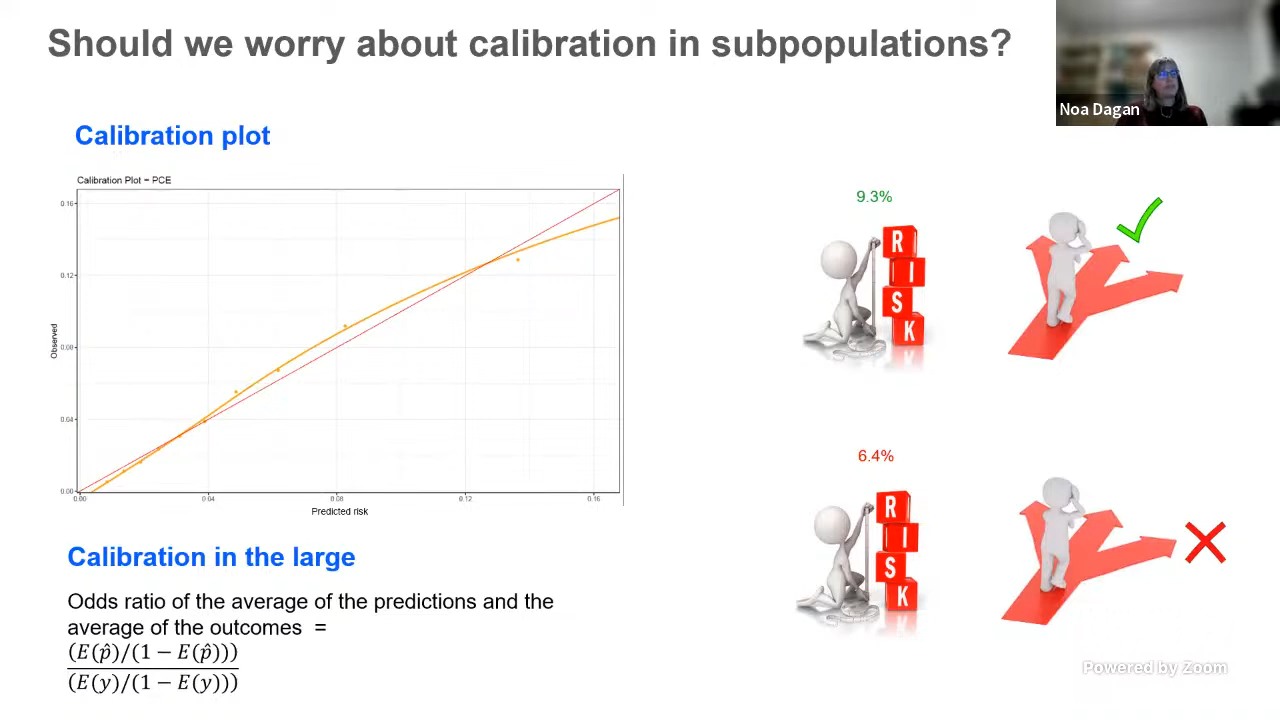 Should we worry about calibration in subpopulations?
Noa Dagan
Calibration plot
Calibration Plot − PCE
0.16
0.12
0.08
0.04
0.00
Observed
0.00
0.04
0.08
0.12
0.16
Predicted risk
9.3%
R
I
S
K
6.4%
R
I
S
K
Calibration in the large
Odds ratio of the average of the predictions and the
average of the outcomes =
(E(p̂)/(1 − E(p̂)))
(E(y)/(1 − E(y)))
Powered by Zoom